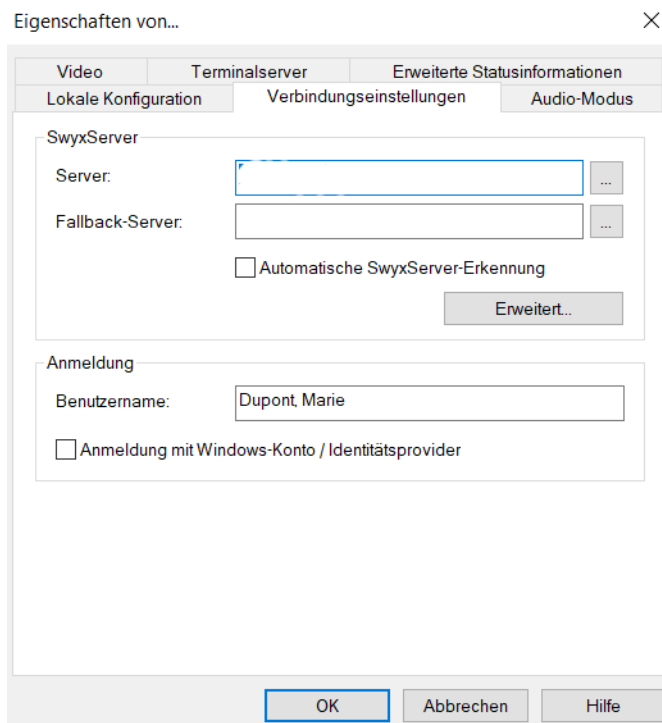 Eigenschaften von...
Video Terminalserver Erweiterte Statusinformationen
Lokale Konfiguration Verbindungseinstellungen Audio-Modus
SwyxServer
Server:
...
Fallback-Server:
...
Automatische SwyxServer-Erkennung
Erweitert...
Anmeldung
Benutzername: Dupont, Marie
Anmeldung mit Windows-Konto / Identitätsprovider
OK Abbrechen Hilfe